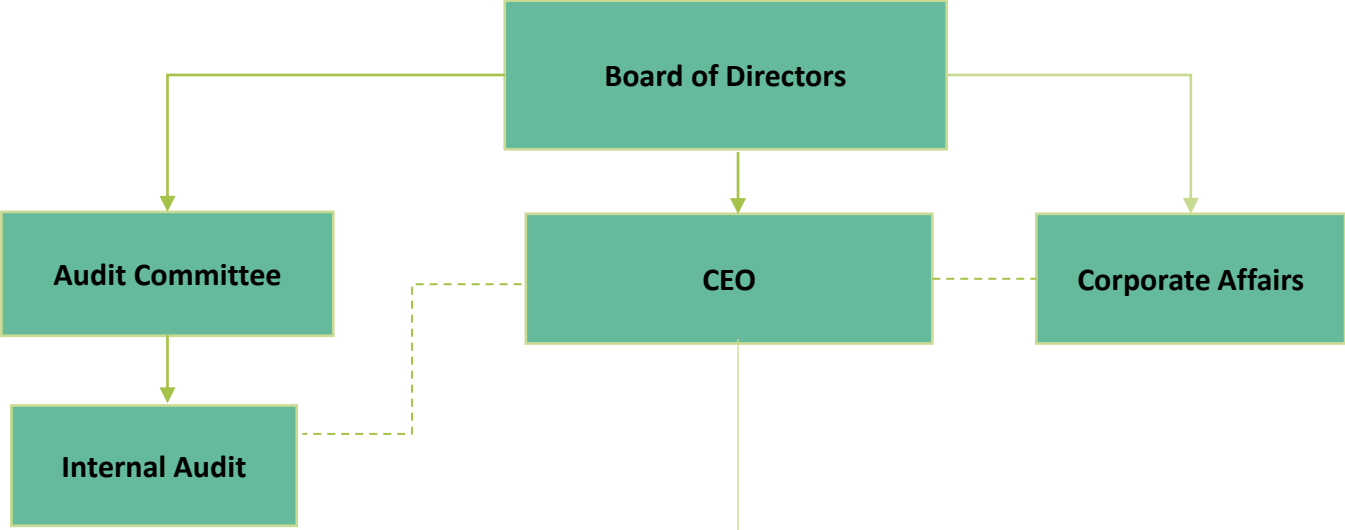 Board of Directors
Audit Committee
CEO
Corporate Affairs
Internal Audit